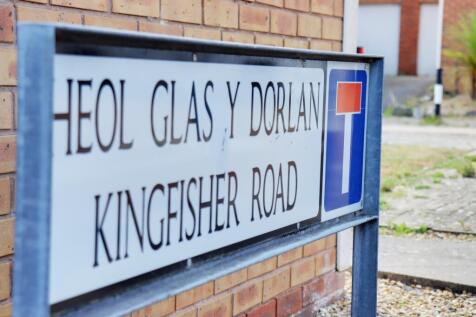 HEOL GLAS Y DORLAN
KINGFISHER ROAD